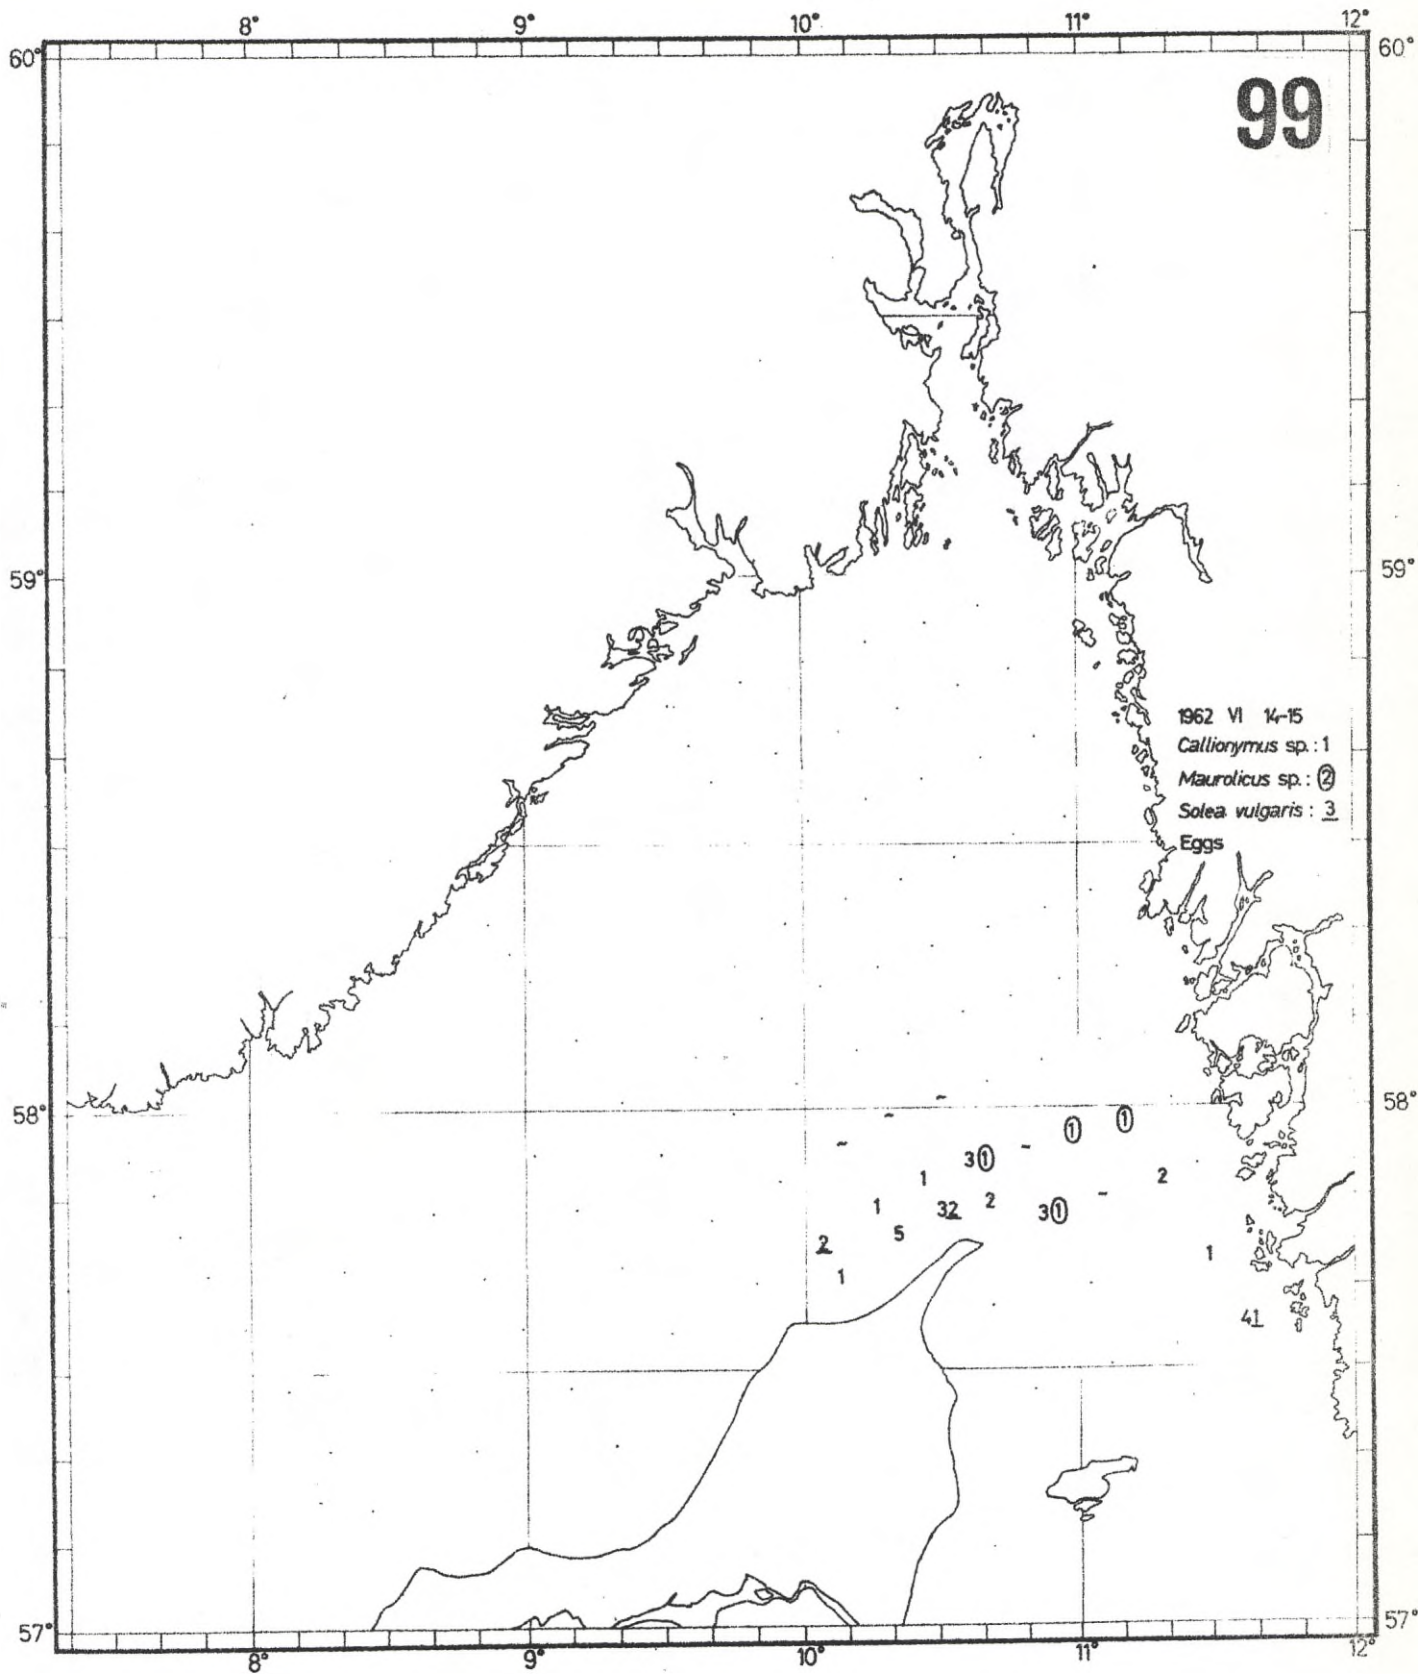 8° 9° 10° 11° 12°
60° 60°
99
59° 59°
1962 VI 14-15
Callionymus sp.: 1
Maurolicus sp.: ②
Solea vulgaris: 3
Eggs
58° 58°
~
~ ①
~ ① ~
3① 
1 2
1 32 2 3① ~
5
2 1
1
41
57° 57°
8° 9° 10° 11° 12°